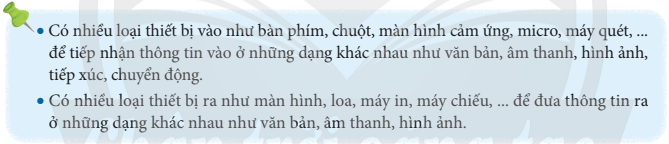 • Có nhiều loại thiết bị vào như bàn phím, chuột, màn hình cảm ứng, micro, máy quét, ...
để tiếp nhận thông tin vào ở những dạng khác nhau như văn bản, âm thanh, hình ảnh,
tiếp xúc, chuyển động.
• Có nhiều loại thiết bị ra như màn hình, loa, máy in, máy chiếu, ... để đưa thông tin ra
ở những dạng khác nhau như văn bản, âm thanh, hình ảnh.